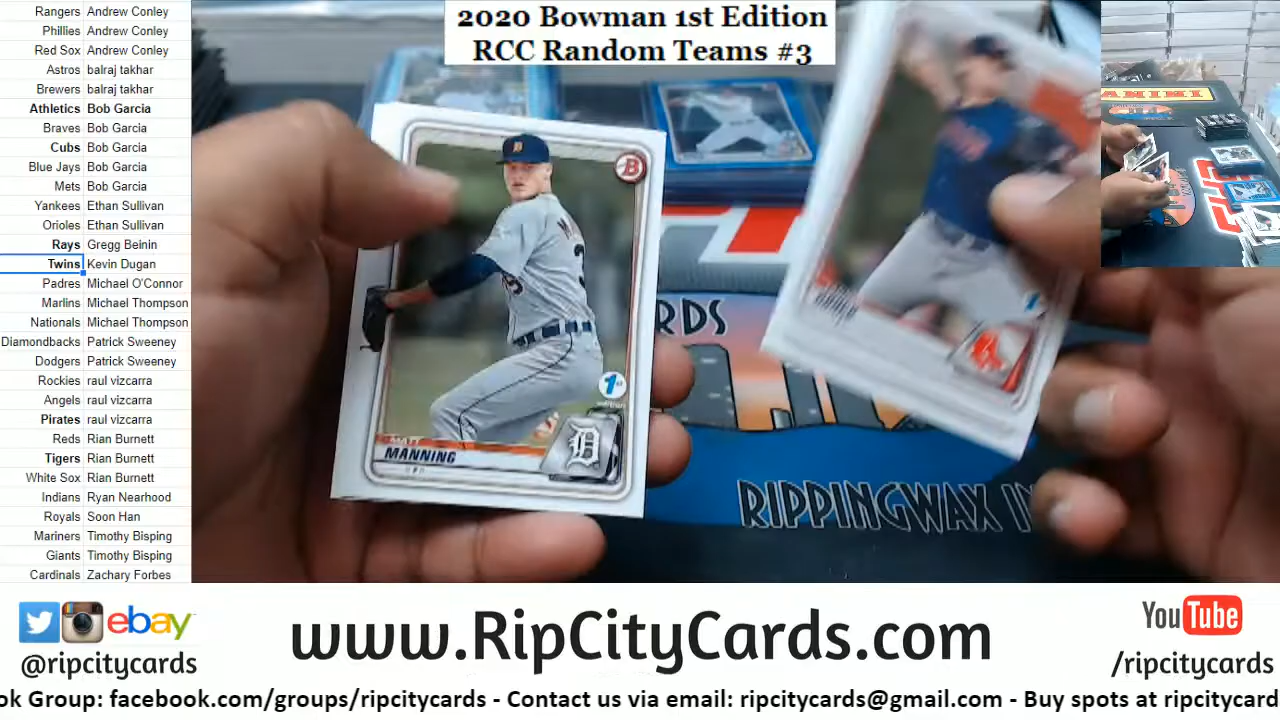 2020 Bowman 1st Edition
RCC Random Teams #3
Rangers Andrew Conley
Phillies Andrew Conley
Red Sox Andrew Conley
Astros balraj takhar
Brewers balraj takhar
Athletics Bob Garcia
Braves Bob Garcia
Cubs Bob Garcia
Blue Jays Bob Garcia
Mets Bob Garcia
Yankees Ethan Sullivan
Orioles Ethan Sullivan
Rays Gregg Beinin
Twins Kevin Dugan
Padres Michael O'Connor
Marlins Michael Thompson
Nationals Michael Thompson
Diamondbacks Patrick Sweeney
Dodgers Patrick Sweeney
Rockies raul vizcarra
Angels raul vizcarra
Pirates raul vizcarra
Reds Rian Burnett
Tigers Rian Burnett
White Sox Rian Burnett
Indians Ryan Nearhood
Royals Soon Han
Mariners Timothy Bisping
Giants Timothy Bisping
Cardinals Zachary Forbes
B
D
1st
MATT
MANNING
D
RDS
RIPPINGWAX IN
PANINI
ebay
@ripcitycards
www.RipCityCards.com
YouTube
/ripcitycards
ok Group: facebook.com/groups/ripcitycards - Contact us via email: ripcitycards@gmail.com - Buy spots at ripcitycard